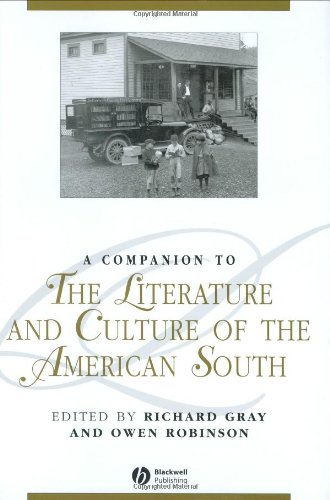 Copyrighted Material
A COMPANION TO
THE LITERATURE
AND CULTURE OF THE
AMERICAN SOUTH
EDITED BY RICHARD GRAY
AND OWEN ROBINSON
Blackwell
Publishing
Copyrighted Material